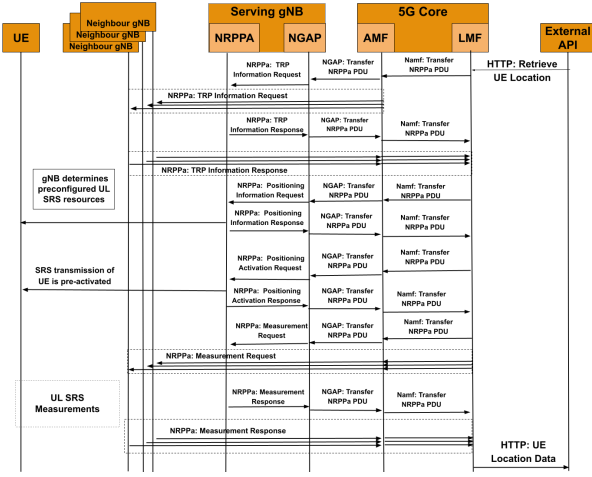 Neighbour gNB
Neighbour gNB
Neighbour gNB
Serving gNB
5G Core
UE
NRPPA
NGAP
AMF
LMF
External
API
NRPPa: TRP
Information Request
NGAP: Transfer
NRPPa PDU
Namf: Transfer
NRPPa PDU
HTTP: Retrieve
UE Location
NRPPa: TRP Information Request
NRPPa: TRP
Information Response
NGAP: Transfer
NRPPa PDU
Namf: Transfer
NRPPa PDU
NRPPa: TRP Information Response
gNB determines
preconfigured UL
SRS resources
NRPPa: Positioning
Information Request
NGAP: Transfer
NRPPa PDU
Namf: Transfer
NRPPa PDU
NRPPa: Positioning
Information Response
NGAP: Transfer
NRPPa PDU
Namf: Transfer
NRPPa PDU
SRS transmission of
UE is pre-activated
NRPPa: Positioning
Activation Request
NGAP: Transfer
NRPPa PDU
Namf: Transfer
NRPPa PDU
NRPPa: Positioning
Activation Response
NGAP: Transfer
NRPPa PDU
Namf: Transfer
NRPPa PDU
NRPPa: Measurement
Request
NGAP: Transfer
NRPPa PDU
Namf: Transfer
NRPPa PDU
NRPPa: Measurement Request
UL SRS
Measurements
NRPPa: Measurement
Response
NGAP: Transfer
NRPPa PDU
Namf: Transfer
NRPPa PDU
NRPPa: Measurement Response
HTTP: UE
Location Data